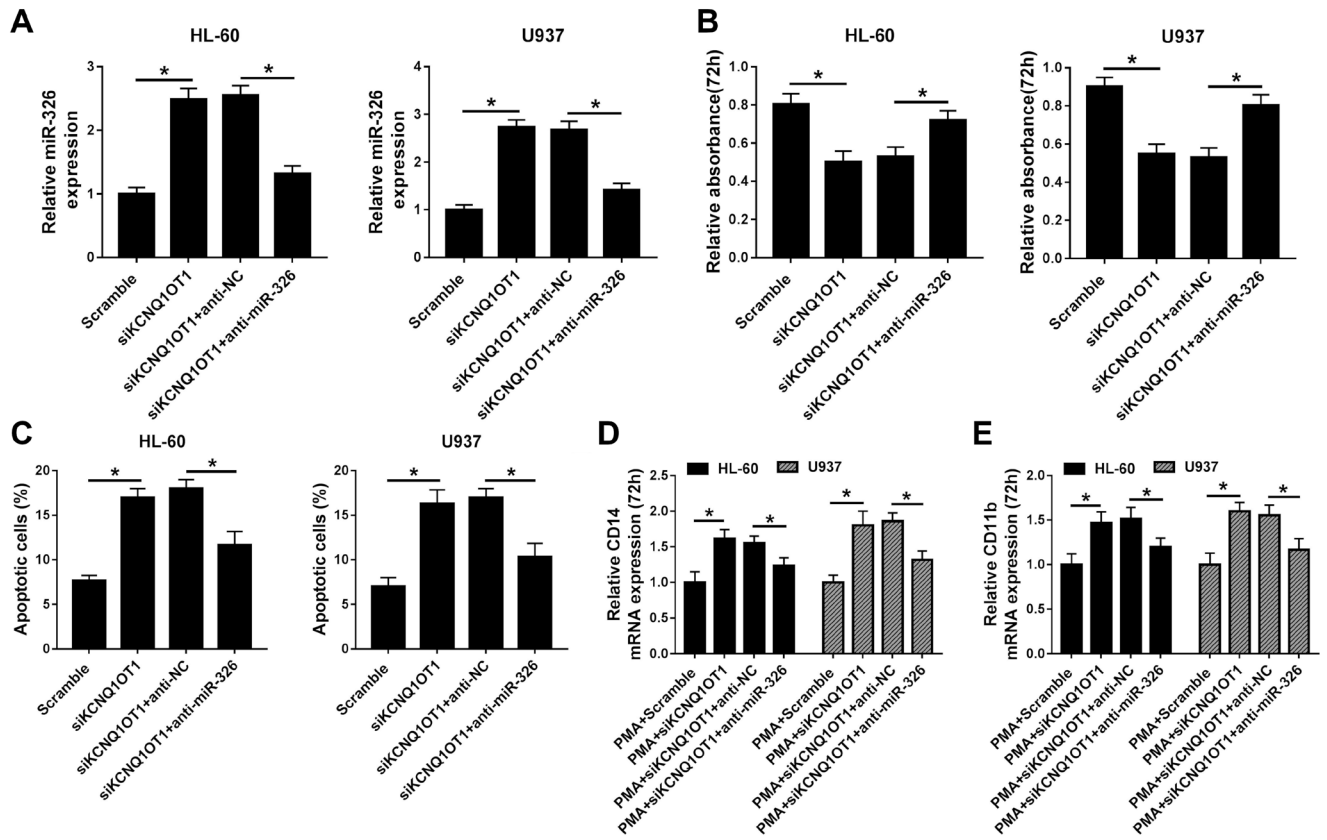 A
HL-60
Relative miR-326
expression
3
2
1
0
*
*
Scramble
siKCNQ1OT1
siKCNQ1OT1+anti-NC
siKCNQ1OT1+anti-miR-326
U937
Relative miR-326
expression
4
3
2
1
0
*
*
Scramble
siKCNQ1OT1
siKCNQ1OT1+anti-NC
siKCNQ1OT1+anti-miR-326
B
HL-60
Relative absorbance(72h)
1.0
0.8
0.6
0.4
0.2
0.0
*
*
Scramble
siKCNQ1OT1
siKCNQ1OT1+anti-NC
siKCNQ1OT1+anti-miR-326
U937
Relative absorbance(72h)
1.0
0.8
0.6
0.4
0.2
0.0
*
*
Scramble
siKCNQ1OT1
siKCNQ1OT1+anti-NC
siKCNQ1OT1+anti-miR-326
C
HL-60
Apoptotic cells (%)
20
15
10
5
0
*
*
Scramble
siKCNQ1OT1
siKCNQ1OT1+anti-NC
siKCNQ1OT1+anti-miR-326
U937
Apoptotic cells (%)
20
15
10
5
0
*
*
Scramble
siKCNQ1OT1
siKCNQ1OT1+anti-NC
siKCNQ1OT1+anti-miR-326
D
HL-60 U937
Relative CD14
mRNA expression (72h)
2.5
2.0
1.5
1.0
0.5
0.0
*
*
*
*
PMA+Scramble
PMA+siKCNQ1OT1
PMA+siKCNQ1OT1+anti-NC
PMA+siKCNQ1OT1+anti-miR-326
PMA+Scramble
PMA+siKCNQ1OT1
PMA+siKCNQ1OT1+anti-NC
PMA+siKCNQ1OT1+anti-miR-326
E
HL-60 U937
Relative CD11b
mRNA expression (72h)
2.0
1.5
1.0
0.5
0.0
*
*
*
*
PMA+Scramble
PMA+siKCNQ1OT1
PMA+siKCNQ1OT1+anti-NC
PMA+siKCNQ1OT1+anti-miR-326
PMA+Scramble
PMA+siKCNQ1OT1
PMA+siKCNQ1OT1+anti-NC
PMA+siKCNQ1OT1+anti-miR-326